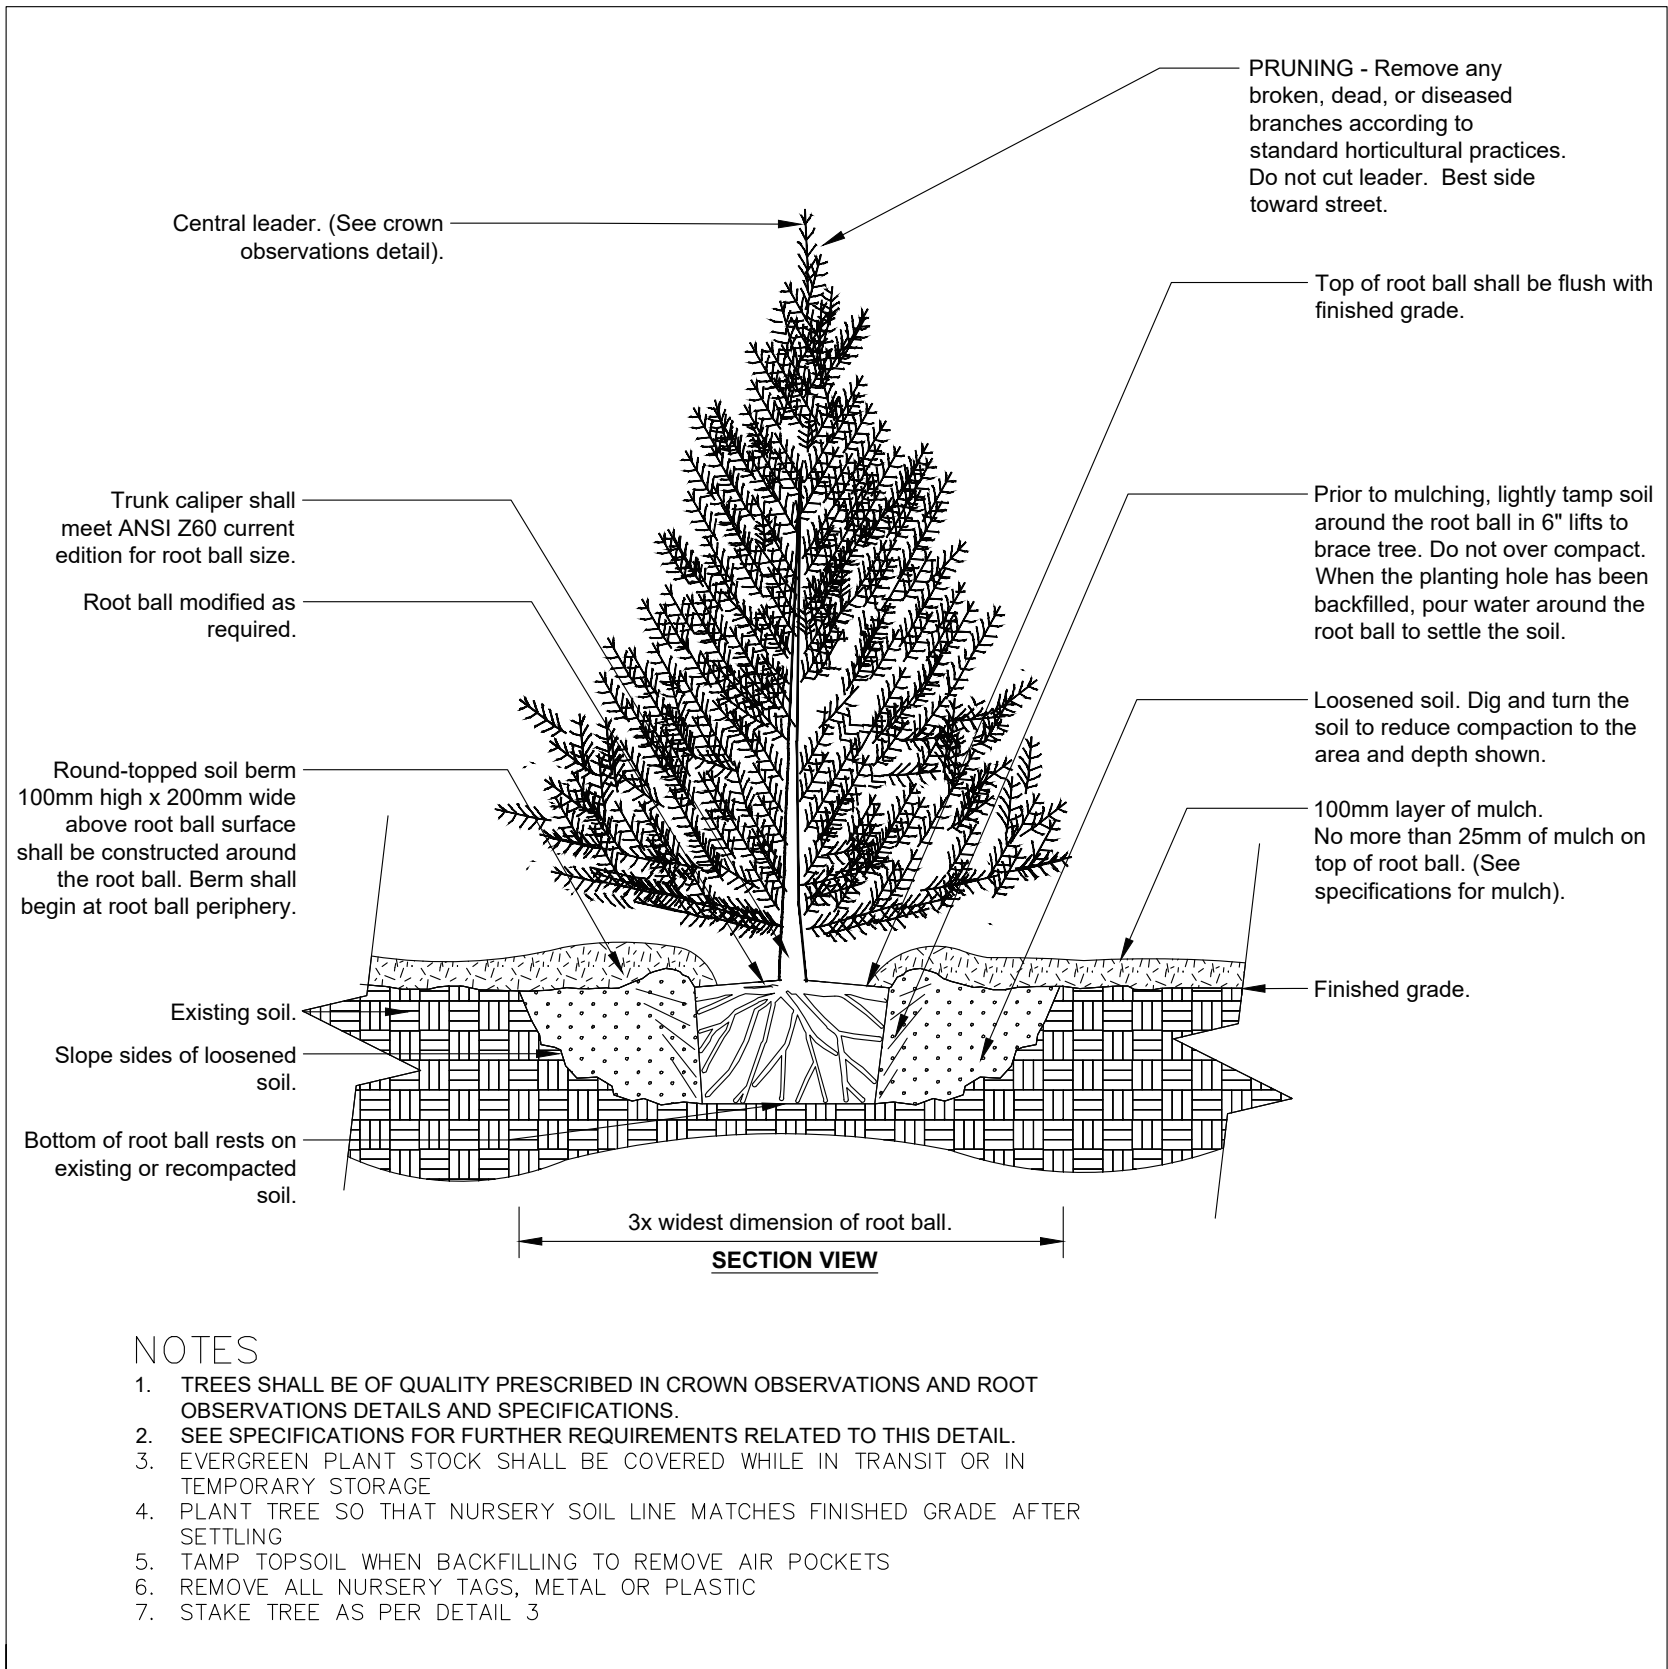 PRUNING - Remove any
broken, dead, or diseased
branches according to
standard horticultural practices.
Do not cut leader.  Best side
toward street.
Central leader. (See crown
observations detail).
Top of root ball shall be flush with
finished grade.
Trunk caliper shall
meet ANSI Z60 current
edition for root ball size.
Prior to mulching, lightly tamp soil
around the root ball in 6" lifts to
brace tree. Do not over compact.
When the planting hole has been
backfilled, pour water around the
root ball to settle the soil.
Root ball modified as
required.
Loosened soil. Dig and turn the
soil to reduce compaction to the
area and depth shown.
Round-topped soil berm
100mm high x 200mm wide
above root ball surface
shall be constructed around
the root ball. Berm shall
begin at root ball periphery.
100mm layer of mulch.
No more than 25mm of mulch on
top of root ball. (See
specifications for mulch).
Finished grade.
Existing soil.
Slope sides of loosened
soil.
Bottom of root ball rests on
existing or recompacted
soil.
3x widest dimension of root ball.
SECTION VIEW
NOTES
1. TREES SHALL BE OF QUALITY PRESCRIBED IN CROWN OBSERVATIONS AND ROOT
OBSERVATIONS DETAILS AND SPECIFICATIONS.
2. SEE SPECIFICATIONS FOR FURTHER REQUIREMENTS RELATED TO THIS DETAIL.
3. EVERGREEN PLANT STOCK SHALL BE COVERED WHILE IN TRANSIT OR IN
TEMPORARY STORAGE
4. PLANT TREE SO THAT NURSERY SOIL LINE MATCHES FINISHED GRADE AFTER
SETTLING
5. TAMP TOPSOIL WHEN BACKFILLING TO REMOVE AIR POCKETS
6. REMOVE ALL NURSERY TAGS, METAL OR PLASTIC
7. STAKE TREE AS PER DETAIL 3